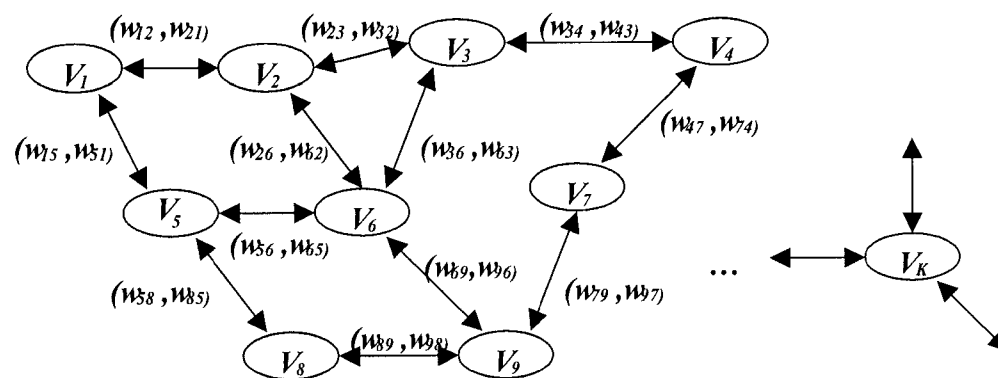 (w12 , w21)
(w23 , w32)
(w34 , w43)
V1
V2
V3
V4
(w15 , w51)
(w26 , w62)
(w36 , w63)
(w47 , w74)
V5
V6
V7
(w56 , w65)
(w69 , w96)
(w58 , w85)
(w79 , w97)
...
VK
(w89 , w98)
V8
V9